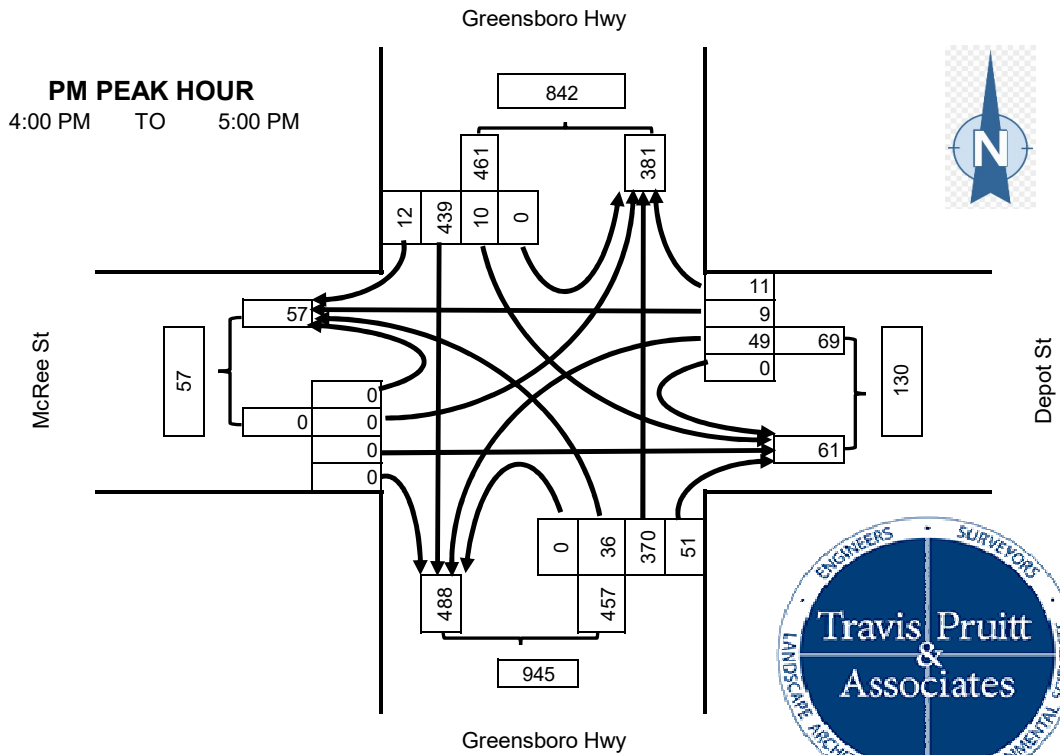 Greensboro Hwy
PM PEAK HOUR
4:00 PM TO 5:00 PM
842
461
381
12 439 10 0
N
57
11
9
49 69
0
McRee St
57
130
Depot St
0
0 0
0
0
61
0 36 370 51
488
457
945
Greensboro Hwy
ENGINEERS · SURVEYORS
Travis Pruitt
&
Associates